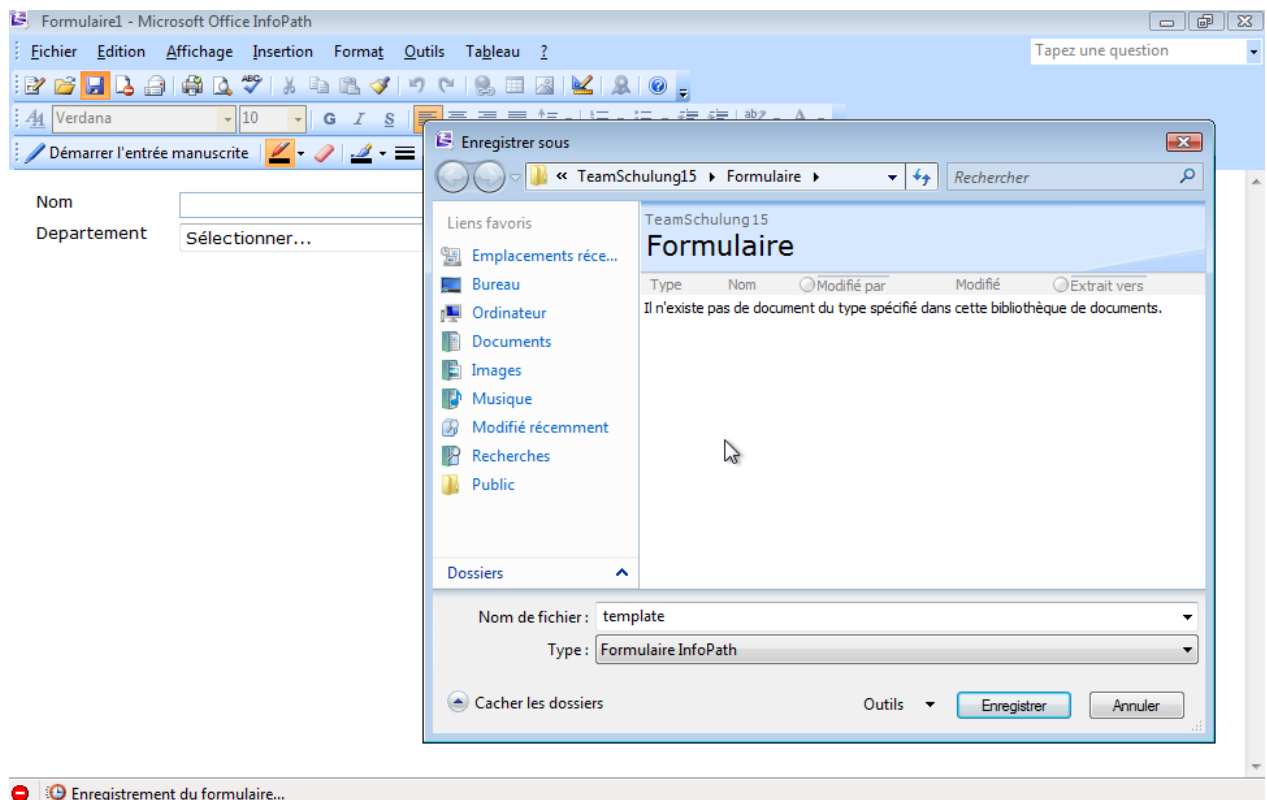 Formulaire1 - Microsoft Office InfoPath
Fichier Edition Affichage Insertion Format Outils Tableau ?
Tapez une question
Verdana 10 G I S
Démarrer l'entrée manuscrite
Nom
Departement Sélectionner...
Enregistrer sous
« TeamSchulung15 Formulaire
Rechercher
Liens favoris
Emplacements réce...
Bureau
Ordinateur
Documents
Images
Musique
Modifié récemment
Recherches
Public
Dossiers
TeamSchulung15
Formulaire
Type Nom Modifié par Modifié Extrait vers
Il n'existe pas de document du type spécifié dans cette bibliothèque de documents.
Nom de fichier : template
Type : Formulaire InfoPath
Cacher les dossiers
Outils Enregistrer Annuler
Enregistrement du formulaire...